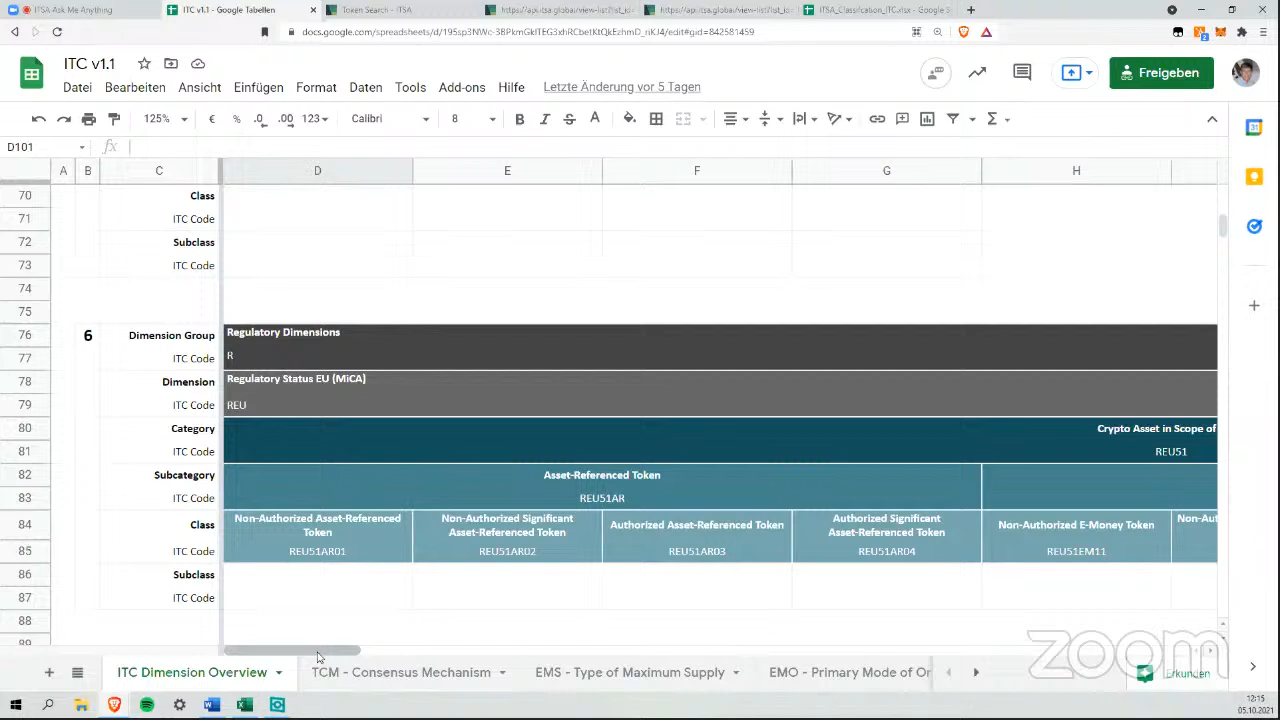 ITSA Ask Me Anything
ITC v1.1 - Google Tabellen
Token Search - ITSA
https://api.itsa.global/view-list?list_id=
https://api.itsa.global/view-list?list_id=
docs.google.com/spreadsheets/d/
ITC v1.1
Datei Bearbeiten Ansicht Einfügen Format Daten Tools Add-ons Hilfe Letzte Änderung vor 5 Tagen
Freigeben
125% € % .0 .00 123 Calibri 8
D101
A B C D E F G H
70 Class
71 ITC Code
72 Subclass
73 ITC Code
74
75
76 6 Dimension Group Regulatory Dimensions
77 ITC Code R
78 Dimension Regulatory Status EU (MiCA)
79 ITC Code REU
80 Category Crypto Asset in Scope of
81 ITC Code REU51
82 Subcategory Asset-Referenced Token
83 ITC Code REU51AR
84 Class Non-Authorized Asset-Referenced Token Non-Authorized Significant Asset-Referenced Token Authorized Asset-Referenced Token Authorized Significant Asset-Referenced Token Non-Authorized E-Money Token Non-Aut
85 ITC Code REU51AR01 REU51AR02 REU51AR03 REU51AR04 REU51EM11
86 Subclass
87 ITC Code
88
89
zoom
ITC Dimension Overview TCM - Consensus Mechanism EMS - Type of Maximum Supply EMO - Primary Mode of Or
Erkunden
12:15
05.10.2021